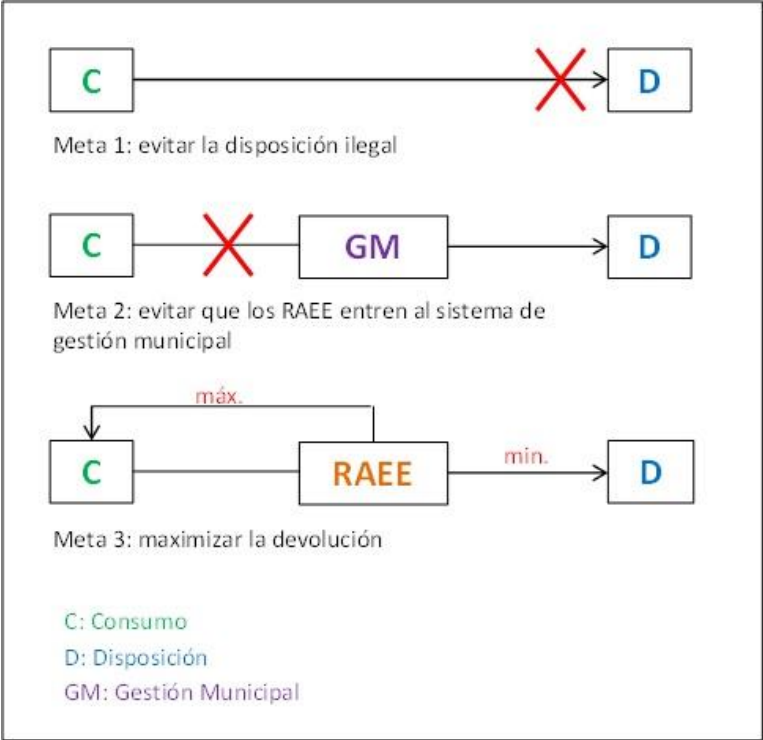 C D
Meta 1: evitar la disposición ilegal
C GM D
Meta 2: evitar que los RAEE entren al sistema de
gestión municipal
máx.
C RAEE min. D
Meta 3: maximizar la devolución
C: Consumo
D: Disposición
GM: Gestión Municipal